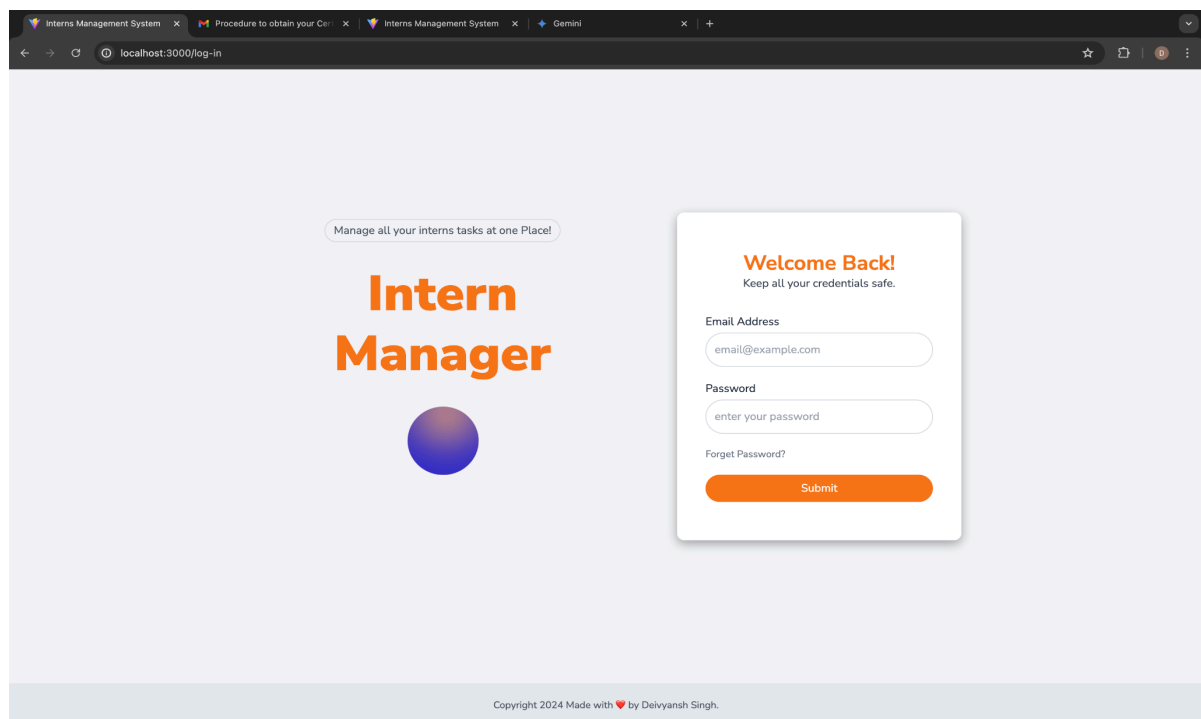 Interns Management System
Procedure to obtain your Cer
Interns Management System
Gemini
localhost:3000/log-in
D
Manage all your interns tasks at one Place!
Intern
Manager
Welcome Back!
Keep all your credentials safe.
Email Address
email@example.com
Password
enter your password
Forget Password?
Submit
Copyright 2024 Made with ❤️ by Deivyansh Singh.